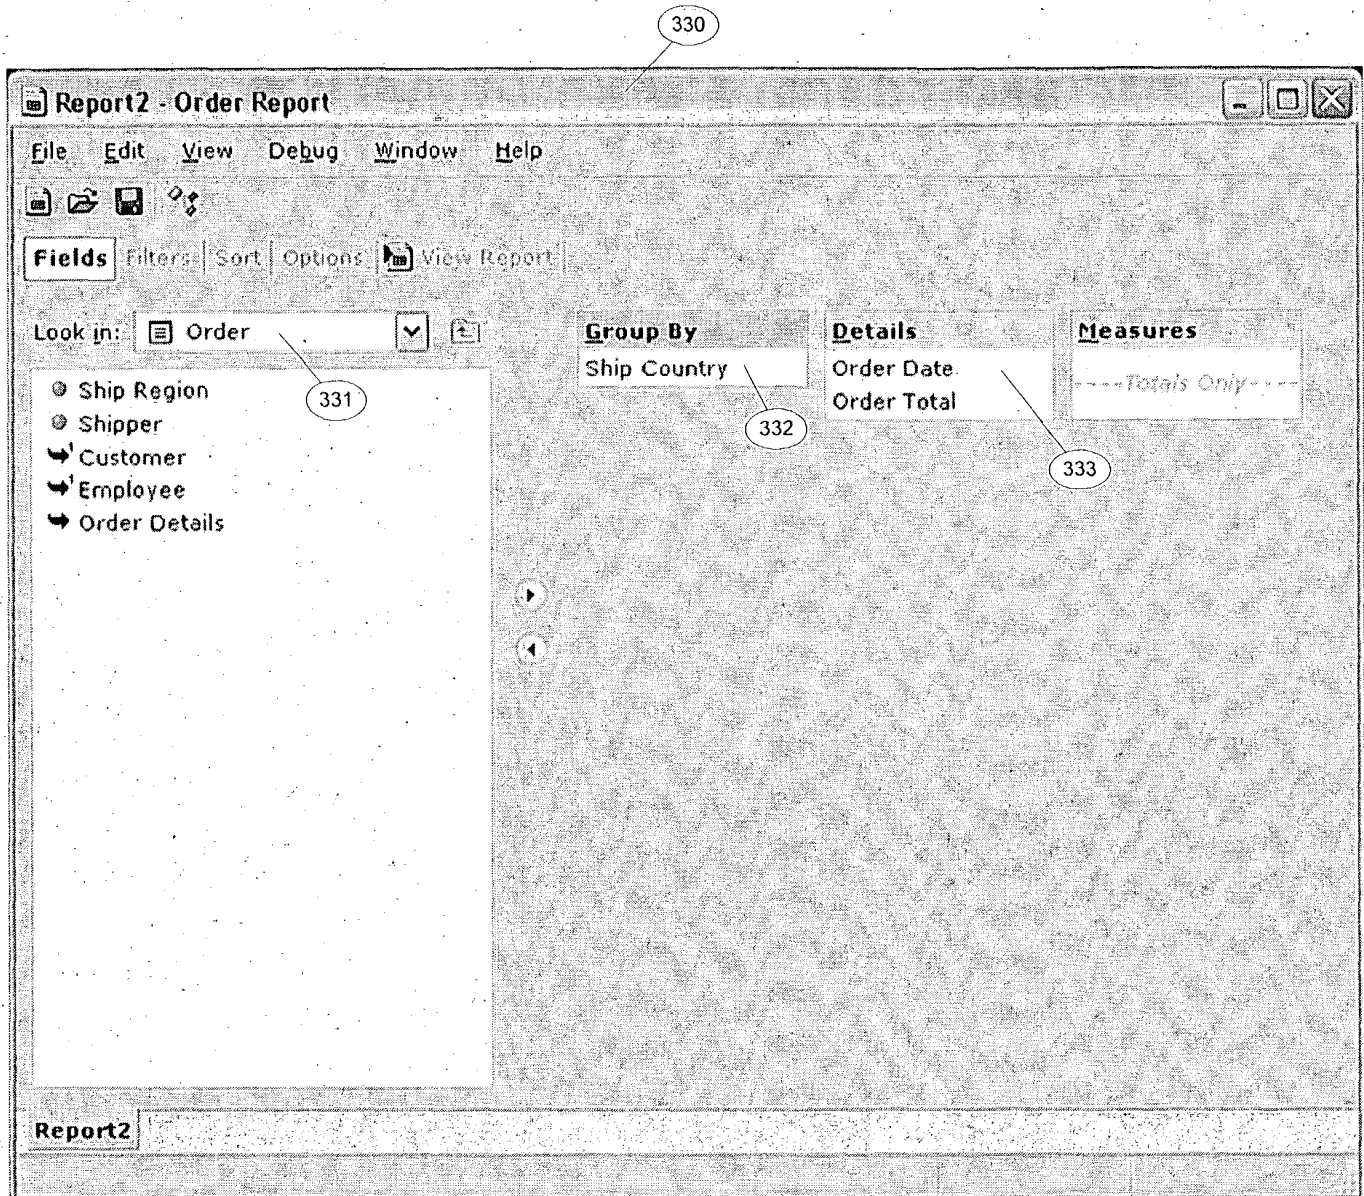 330
Report2 - Order Report
File Edit View Debug Window Help
Fields Filters Sort Options View Report
Look in: Order
Group By Details Measures
Ship Country Order Date ----Totals Only----
Order Total
Ship Region
Shipper
Customer
Employee
Order Details
331
332
333
Report2